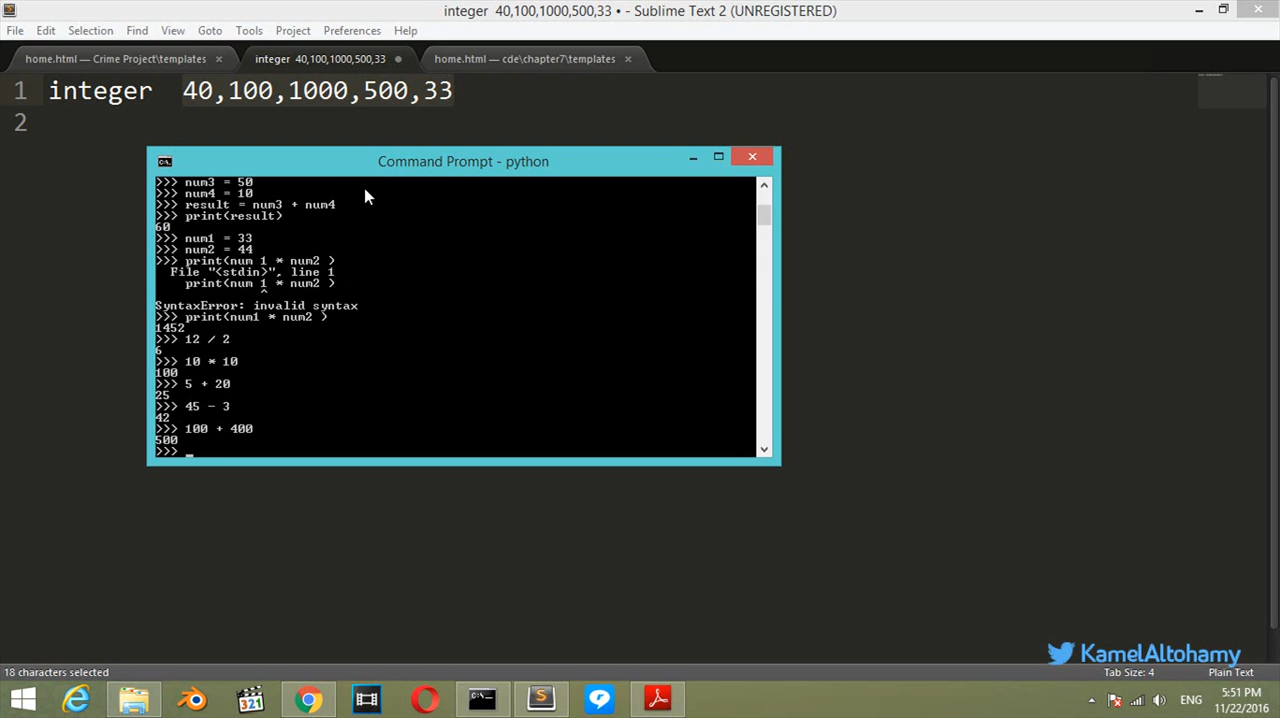 integer  40,100,1000,500,33 • - Sublime Text 2 (UNREGISTERED)
File Edit Selection Find View Goto Tools Project Preferences Help
home.html — Crime Project\templates × integer  40,100,1000,500,33 home.html — cde\chapter7\templates ×
1 integer  40,100,1000,500,33
2
C:\. Command Prompt - python
>>> num3 = 50
>>> num4 = 10
>>> result = num3 + num4
>>> print(result)
60
>>> num1 = 33
>>> num2 = 44
>>> print(num 1 * num2 )
  File "<stdin>", line 1
    print(num 1 * num2 )
              ^
SyntaxError: invalid syntax
>>> print(num1 * num2 )
1452
>>> 12 / 2
6
>>> 10 * 10
100
>>> 5 + 20
25
>>> 45 - 3
42
>>> 100 + 400
500
>>> _
KamelAltohamy
18 characters selected Tab Size: 4 Plain Text
321 ENG 5:51 PM
11/22/2016